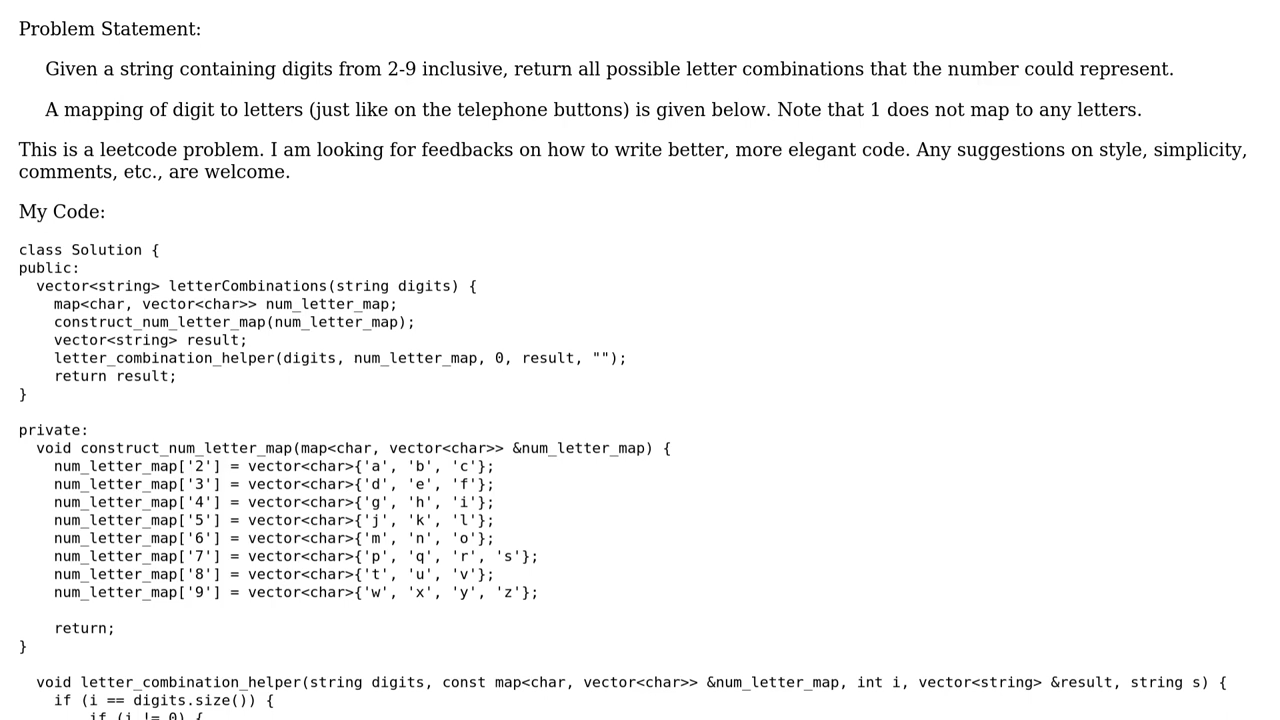 Problem Statement:
Given a string containing digits from 2-9 inclusive, return all possible letter combinations that the number could represent.
A mapping of digit to letters (just like on the telephone buttons) is given below. Note that 1 does not map to any letters.
This is a leetcode problem. I am looking for feedbacks on how to write better, more elegant code. Any suggestions on style, simplicity,
comments, etc., are welcome.
My Code:
class Solution {
public:
  vector<string> letterCombinations(string digits) {
    map<char, vector<char>> num_letter_map;
    construct_num_letter_map(num_letter_map);
    vector<string> result;
    letter_combination_helper(digits, num_letter_map, 0, result, "");
    return result;
}
private:
  void construct_num_letter_map(map<char, vector<char>> &num_letter_map) {
    num_letter_map['2'] = vector<char>{'a', 'b', 'c'};
    num_letter_map['3'] = vector<char>{'d', 'e', 'f'};
    num_letter_map['4'] = vector<char>{'g', 'h', 'i'};
    num_letter_map['5'] = vector<char>{'j', 'k', 'l'};
    num_letter_map['6'] = vector<char>{'m', 'n', 'o'};
    num_letter_map['7'] = vector<char>{'p', 'q', 'r', 's'};
    num_letter_map['8'] = vector<char>{'t', 'u', 'v'};
    num_letter_map['9'] = vector<char>{'w', 'x', 'y', 'z'};
    return;
}
  void letter_combination_helper(string digits, const map<char, vector<char>> &num_letter_map, int i, vector<string> &result, string s) {
    if (i == digits.size()) {
        if (i != 0) {